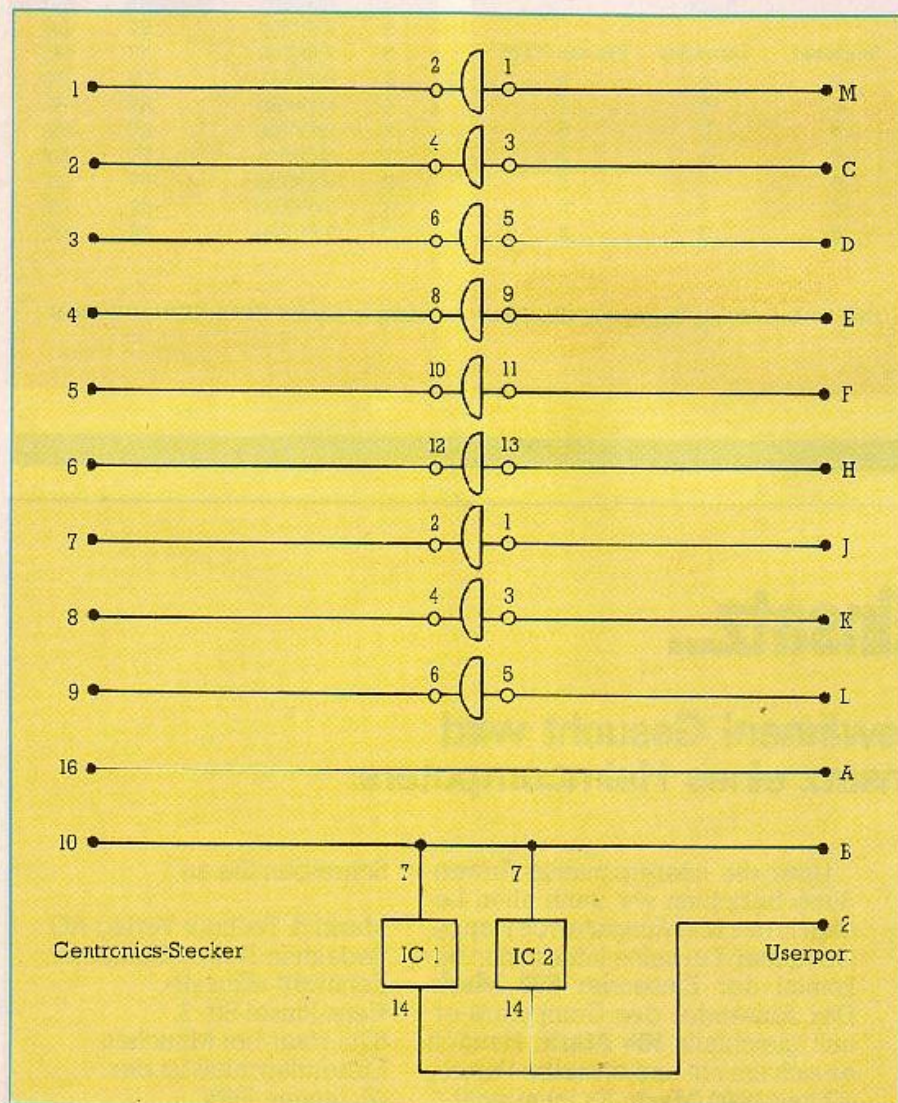 1 2 1 M
2 4 3 C
3 6 5 D
4 8 9 E
5 10 11 F
6 12 13 H
7 2 1 J
8 4 3 K
9 6 5 L
16 A
10 B
7 7
2
Centronics-Stecker IC 1 IC 2 Userpor
14 14